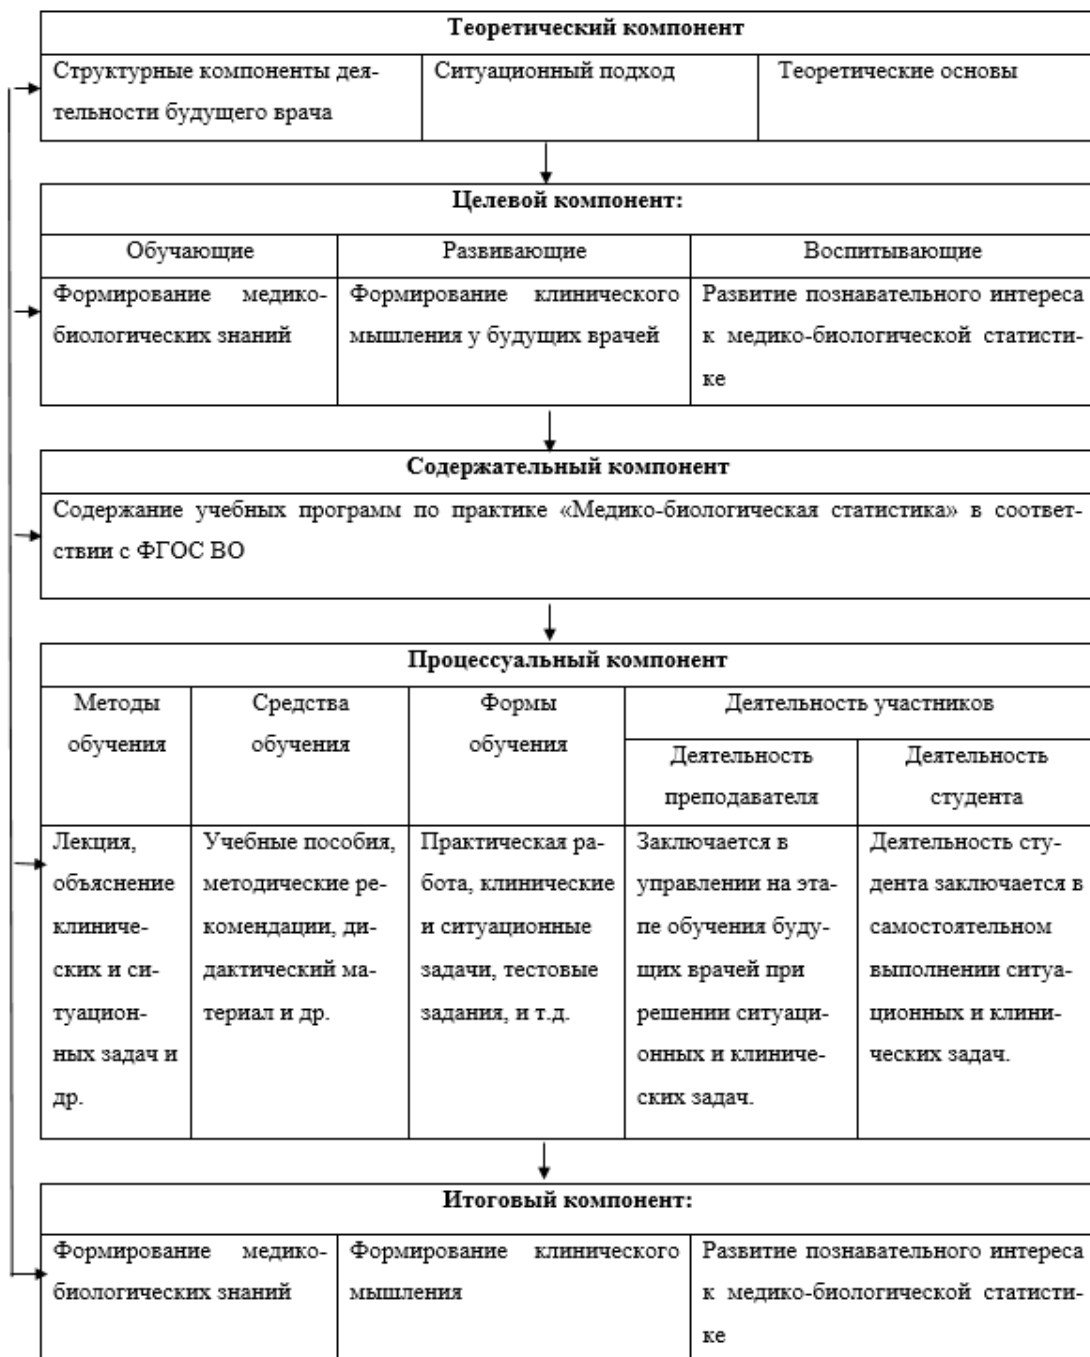 Теоретический компонент
Структурные компоненты дея-
тельности будущего врача
Ситуационный подход
Теоретические основы
Целевой компонент:
Обучающие
Развивающие
Воспитывающие
Формирование медико-
биологических знаний
Формирование клинического
мышления у будущих врачей
Развитие познавательного интереса
к медико-биологической статисти-
ке
Содержательный компонент
Содержание учебных программ по практике «Медико-биологическая статистика» в соответ-
ствии с ФГОС ВО
Процессуальный компонент
Методы
обучения
Средства
обучения
Формы
обучения
Деятельность участников
Деятельность
преподавателя
Деятельность
студента
Лекция,
объяснение
клиниче-
ских и си-
туацион-
ных задач и
др.
Учебные пособия,
методические ре-
комендации, ди-
дактический ма-
териал и др.
Практическая ра-
бота, клинические
и ситуационные
задачи, тестовые
задания, и т.д.
Заключается в
управлении на эта-
пе обучения буду-
щих врачей при
решении ситуаци-
онных и клиниче-
ских задач.
Деятельность сту-
дента заключается в
самостоятельном
выполнении ситуа-
ционных и клини-
ческих задач.
Итоговый компонент:
Формирование медико-
биологических знаний
Формирование клинического
мышления
Развитие познавательного интереса
к медико-биологической статисти-
ке